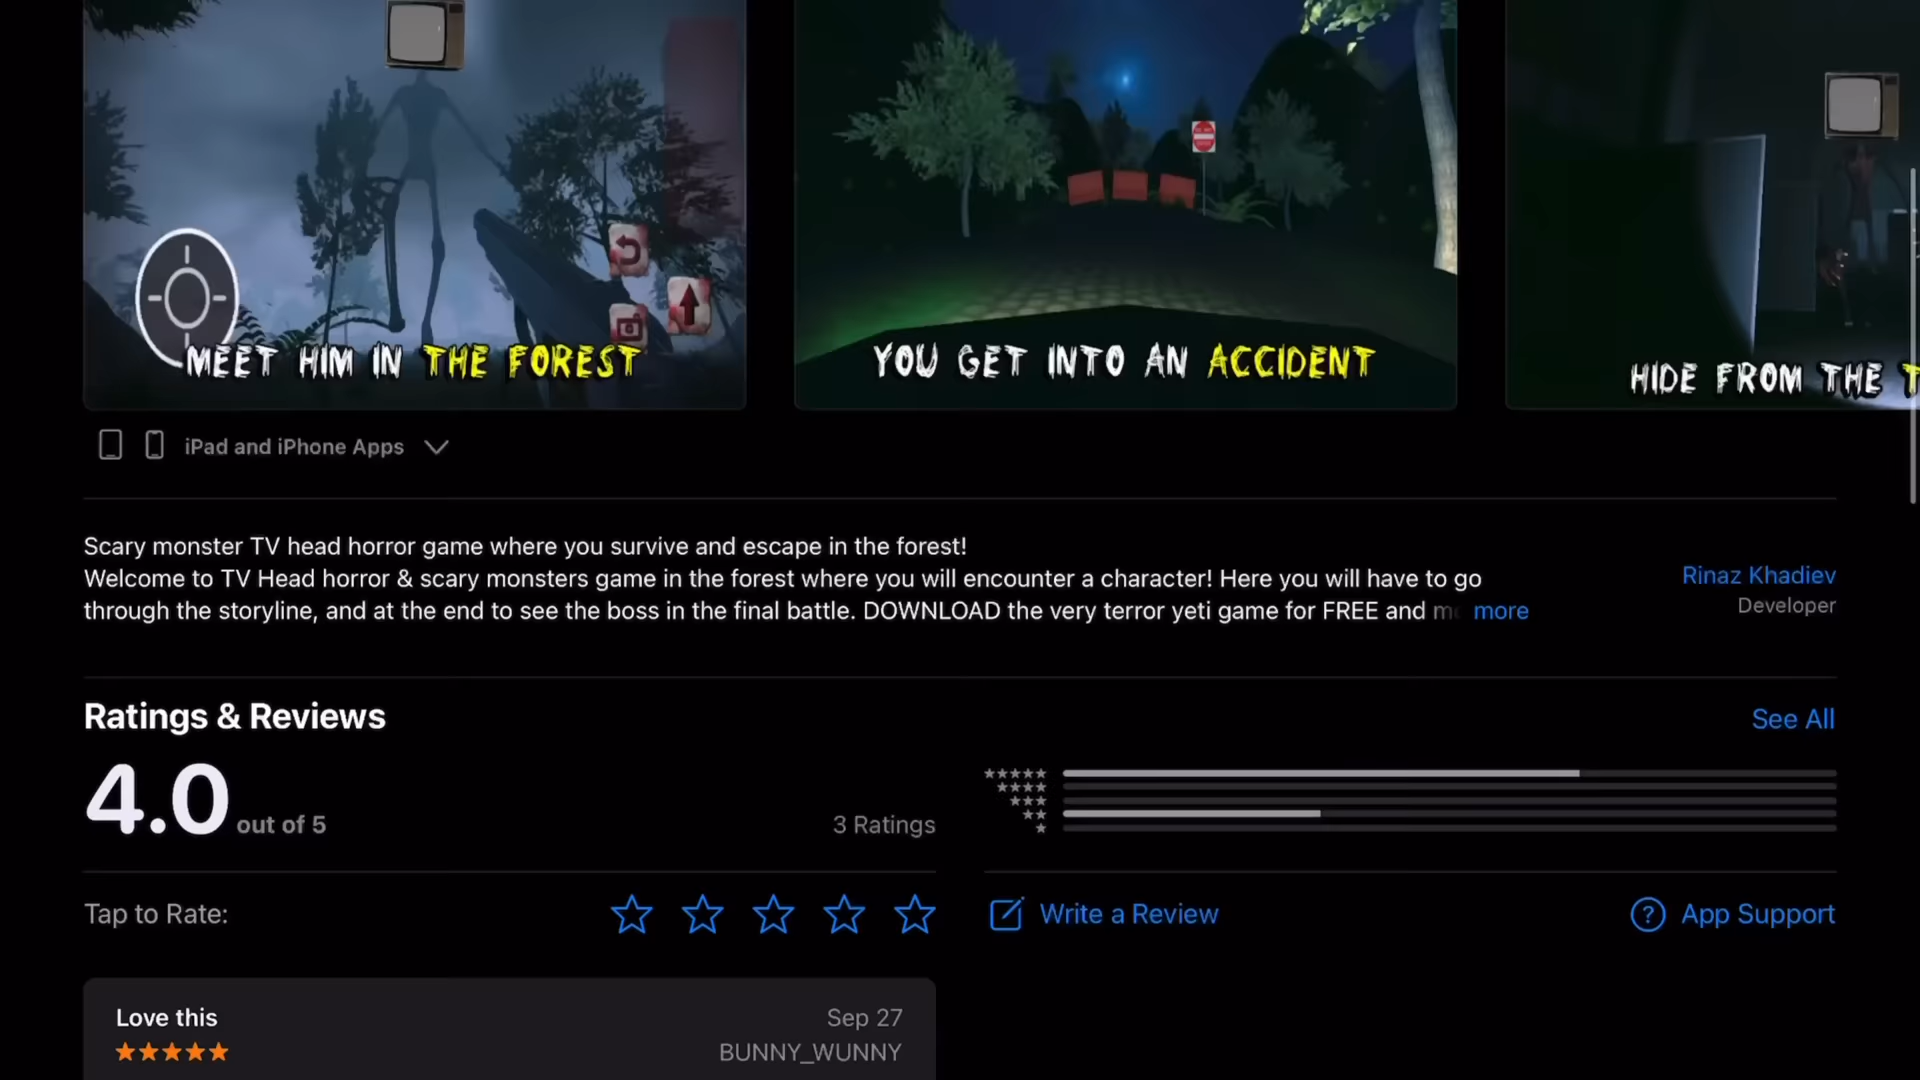 MEET HIM IN THE FOREST
YOU GET INTO AN ACCIDENT
HIDE FROM THE T
iPad and iPhone Apps
Scary monster TV head horror game where you survive and escape in the forest!
Welcome to TV Head horror & scary monsters game in the forest where you will encounter a character! Here you will have to go
through the storyline, and at the end to see the boss in the final battle. DOWNLOAD the very terror yeti game for FREE and more
Rinaz Khadiev
Developer
Ratings & Reviews
See All
4.0 out of 5
3 Ratings
Tap to Rate:
Write a Review
App Support
Love this
Sep 27
BUNNY_WUNNY